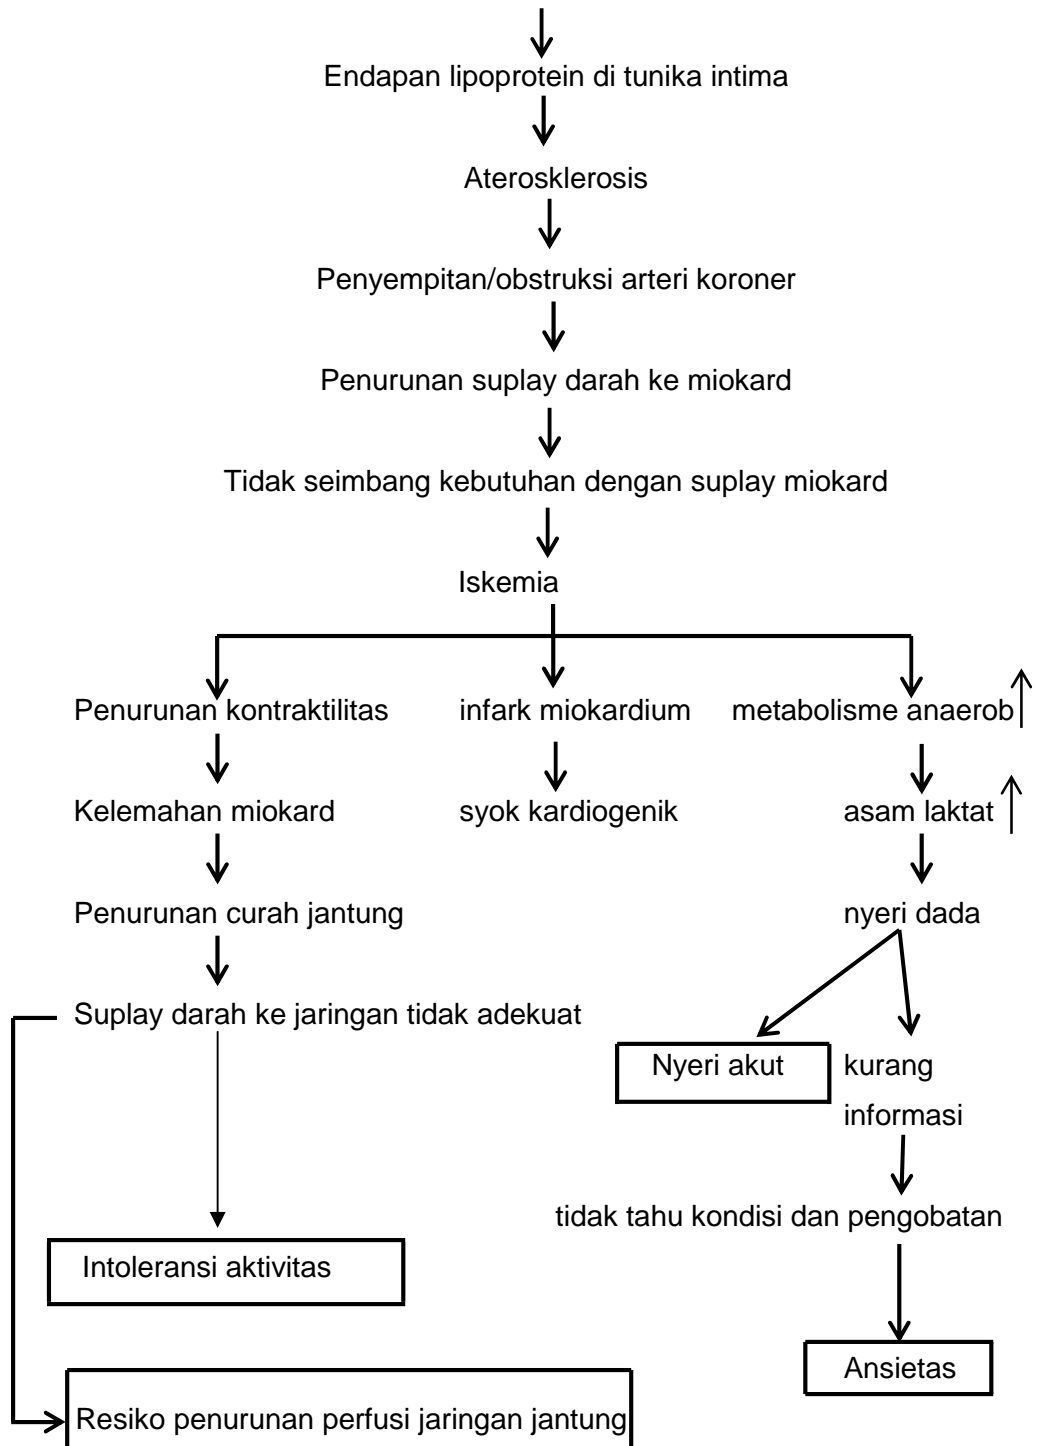 Endapan lipoprotein di tunika intima
Aterosklerosis
Penyempitan/obstruksi arteri koroner
Penurunan suplay darah ke miokard
Tidak seimbang kebutuhan dengan suplay miokard
Iskemia
Penurunan kontraktilitas
infark miokardium
metabolisme anaerob
Kelemahan miokard
syok kardiogenik
asam laktat
Penurunan curah jantung
nyeri dada
Suplay darah ke jaringan tidak adekuat
Nyeri akut
kurang
informasi
tidak tahu kondisi dan pengobatan
Intoleransi aktivitas
Ansietas
Resiko penurunan perfusi jaringan jantung